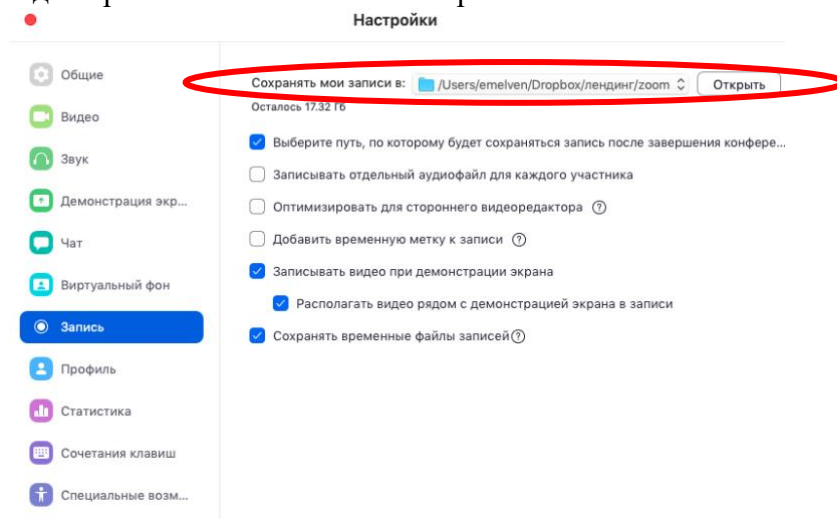 Настройки
Общие
Видео
Звук
Демонстрация экр...
Чат
Виртуальный фон
Запись
Профиль
Статистика
Сочетания клавиш
Специальные возм...
Сохранять мои записи в: /Users/emelven/Dropbox/лендинг/zoom Открыть
Осталось 17.32 Гб
Выберите путь, по которому будет сохраняться запись после завершения конфере...
Записывать отдельный аудиофайл для каждого участника
Оптимизировать для стороннего видеоредактора ?
Добавить временную метку к записи ?
Записывать видео при демонстрации экрана
Располагать видео рядом с демонстрацией экрана в записи
Сохранять временные файлы записей ?